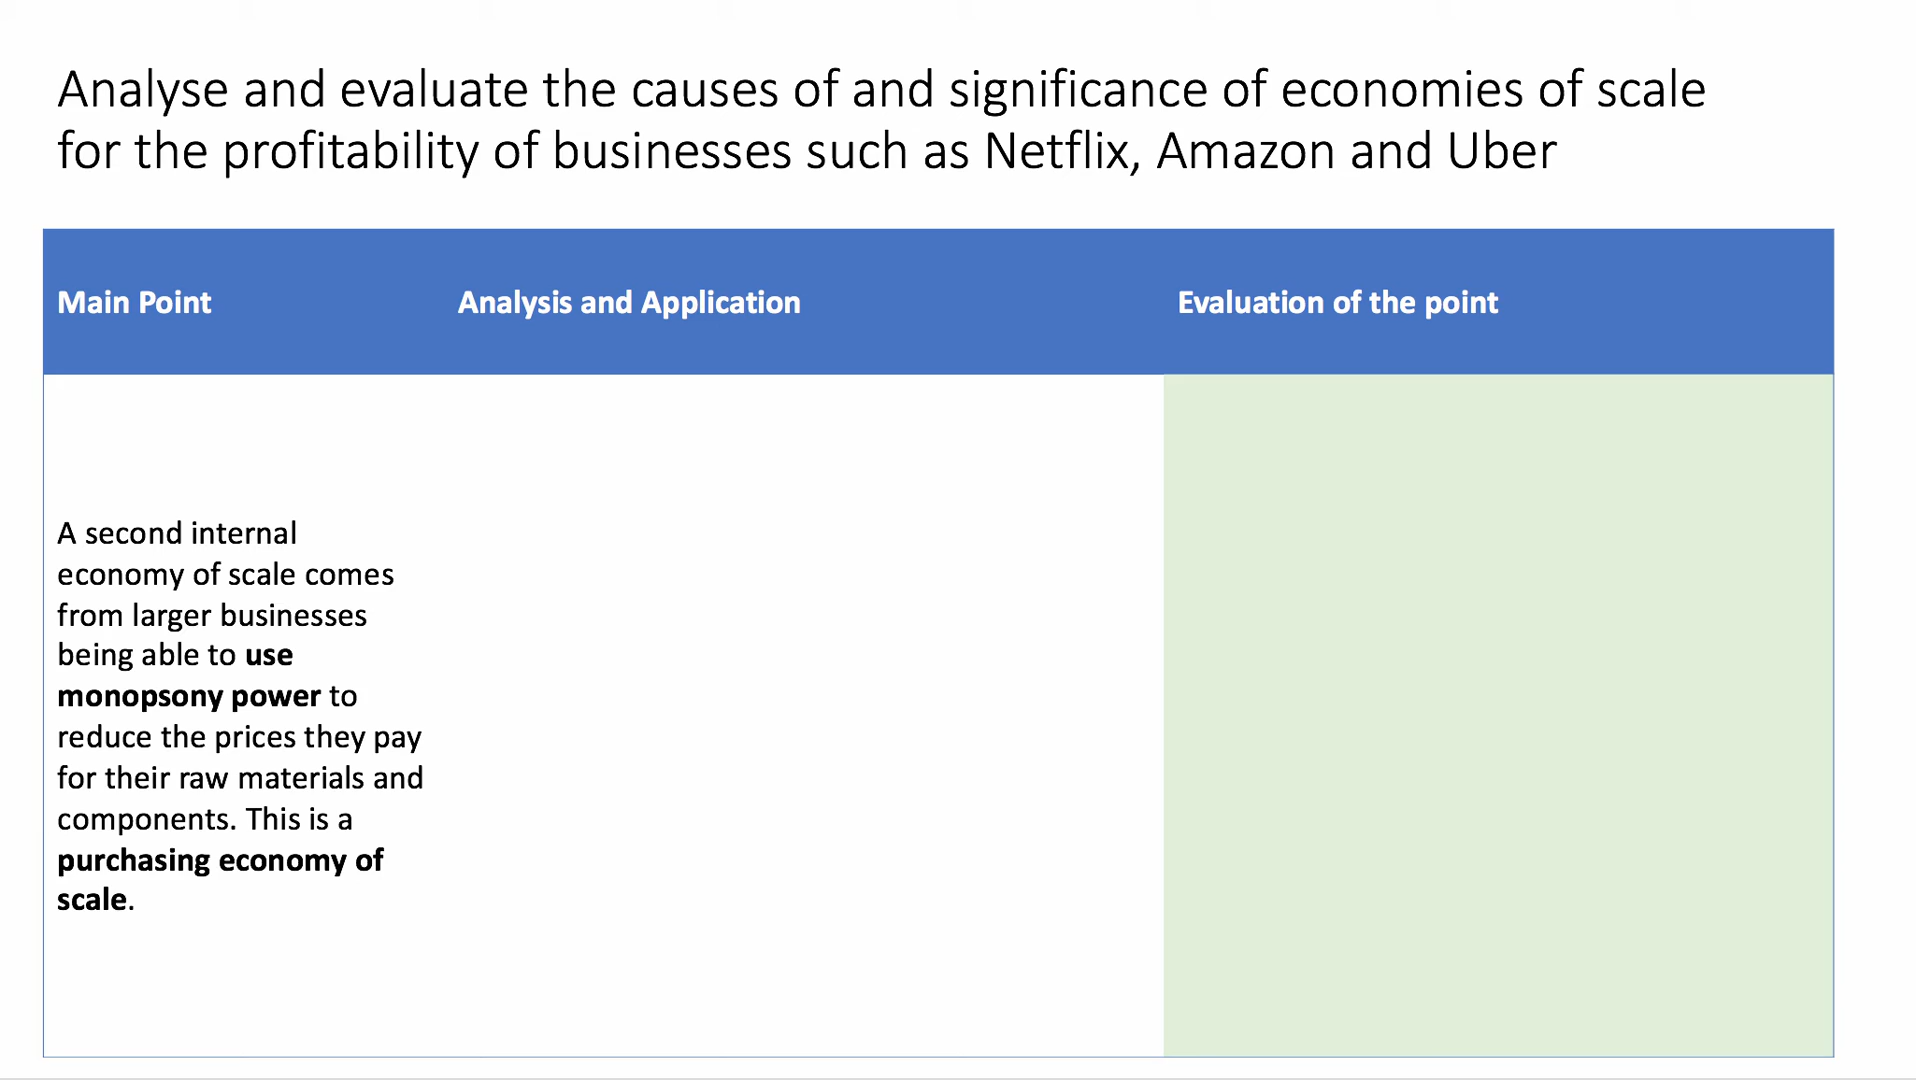 Analyse and evaluate the causes of and significance of economies of scale
for the profitability of businesses such as Netflix, Amazon and Uber
Main Point
Analysis and Application
Evaluation of the point
A second internal
economy of scale comes
from larger businesses
being able to use
monopsony power to
reduce the prices they pay
for their raw materials and
components. This is a
purchasing economy of
scale.